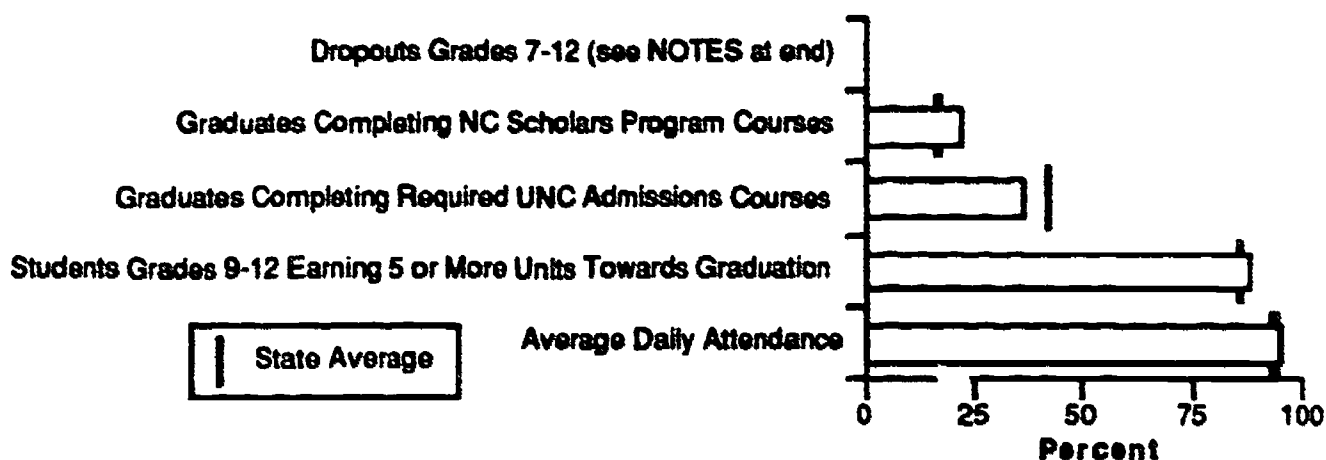 Dropouts Grades 7-12 (see NOTES at end)
Graduates Completing NC Scholars Program Courses
Graduates Completing Required UNC Admissions Courses
Students Grades 9-12 Earning 5 or More Units Towards Graduation
Average Daily Attendance
State Average
0 25 50 75 100
Percent